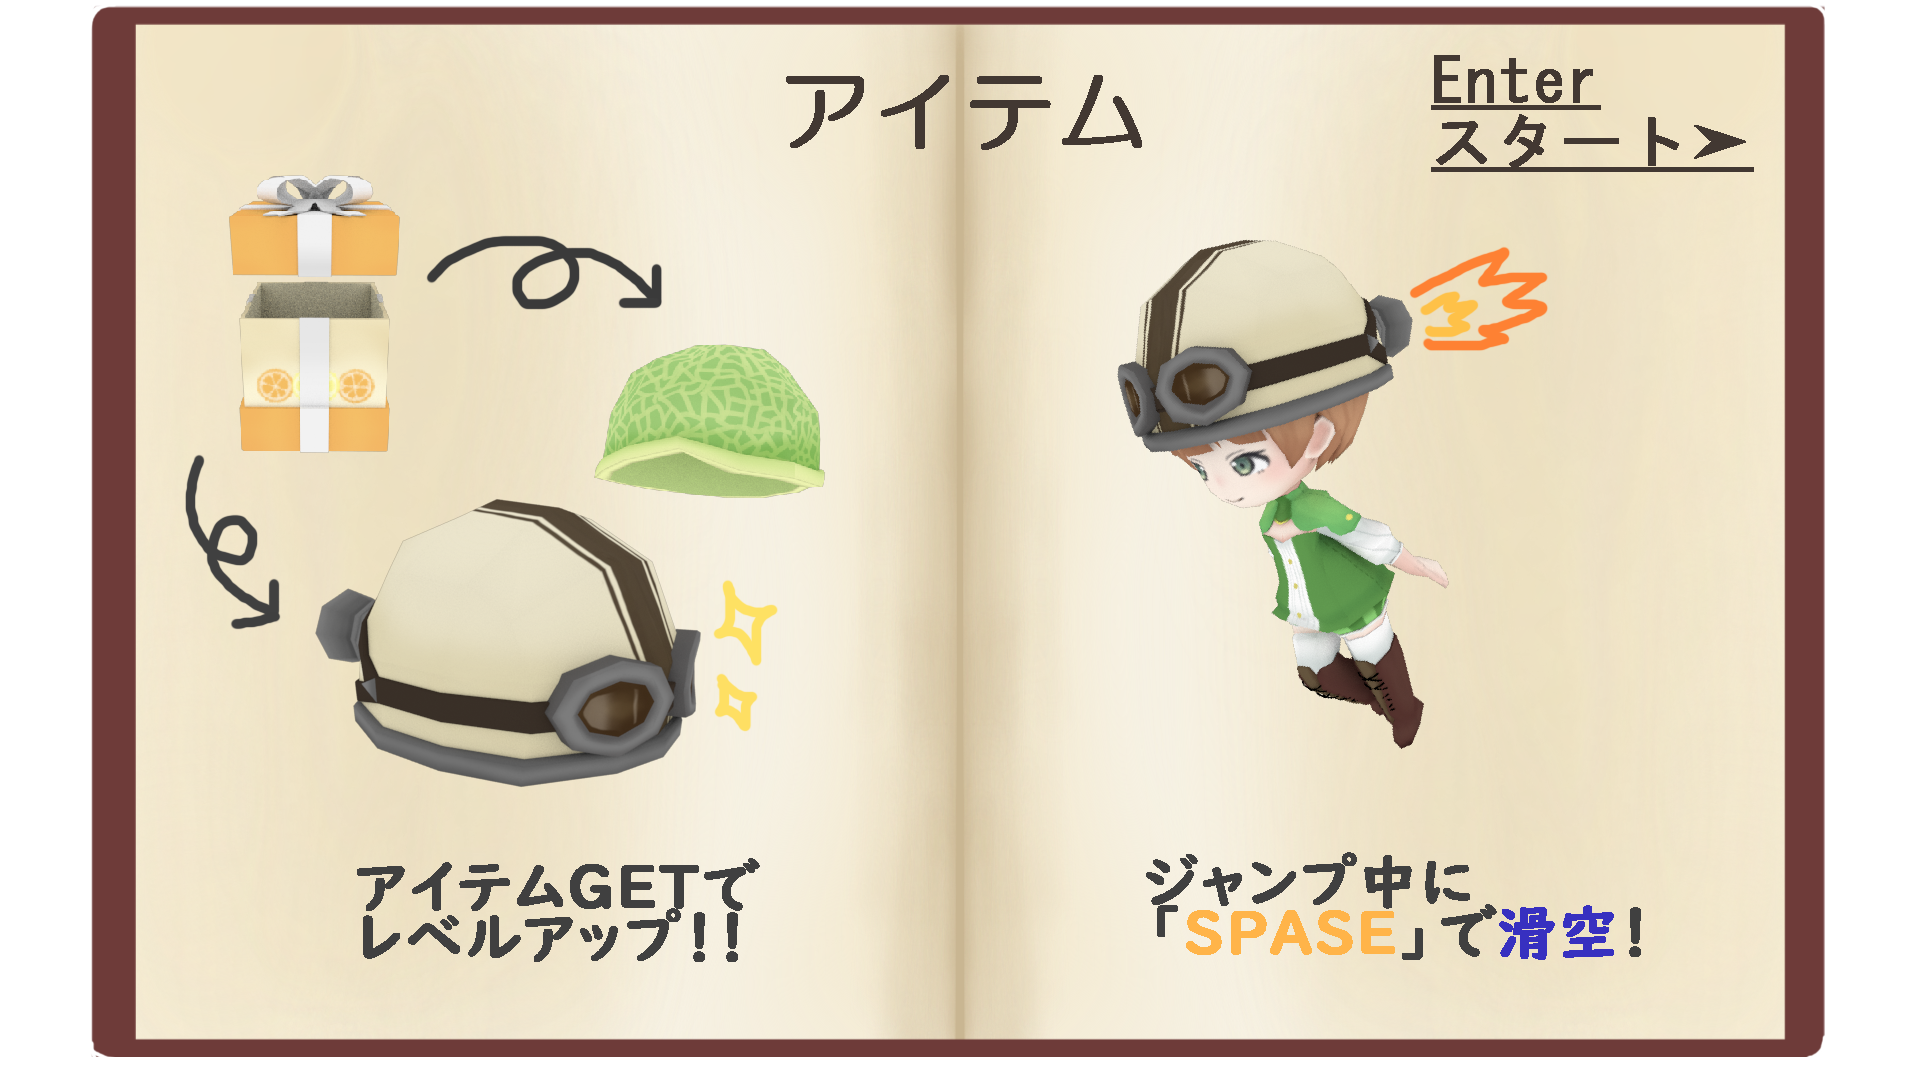 アイテム
Enter
スタート➤
アイテムGETで
レベルアップ!!
ジャンプ中に
「SPASE」で滑空!